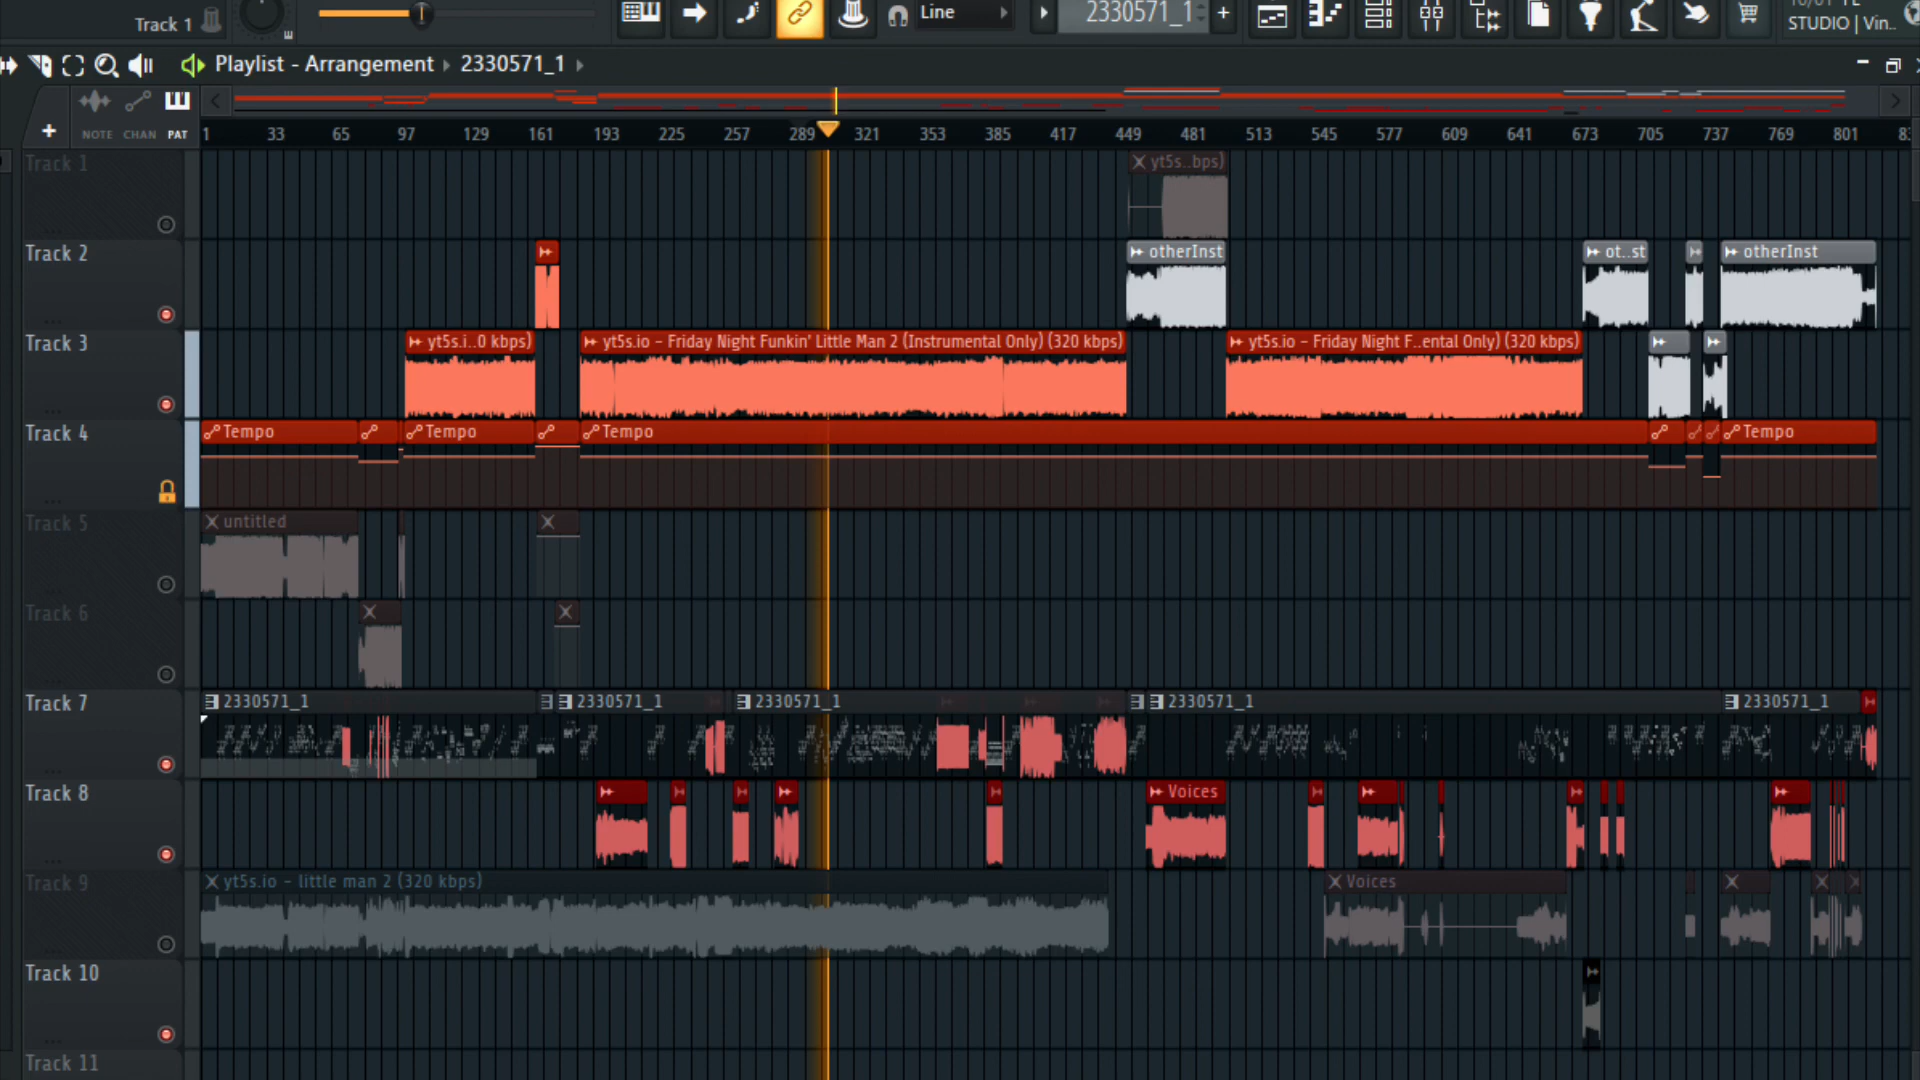 Track 1
Line
2330571_1
STUDIO | Vin..
Playlist - Arrangement
2330571_1
NOTE CHAN PAT
1 33 65 97 129 161 193 225 257 289 321 353 385 417 449 481 513 545 577 609 641 673 705 737 769 801
Track 1
yt5s..bps)
Track 2
otherInst
ot..st
otherInst
Track 3
yt5s.i..0 kbps)
yt5s.io - Friday Night Funkin' Little Man 2 (Instrumental Only) (320 kbps)
yt5s.io - Friday Night F..ental Only) (320 kbps)
Track 4
Tempo
Tempo
Tempo
Tempo
Track 5
untitled
Track 6
Track 7
2330571_1
2330571_1
2330571_1
2330571_1
2330571_1
Track 8
Voices
Track 9
yt5s.io - little man 2 (320 kbps)
Voices
Track 10
Track 11